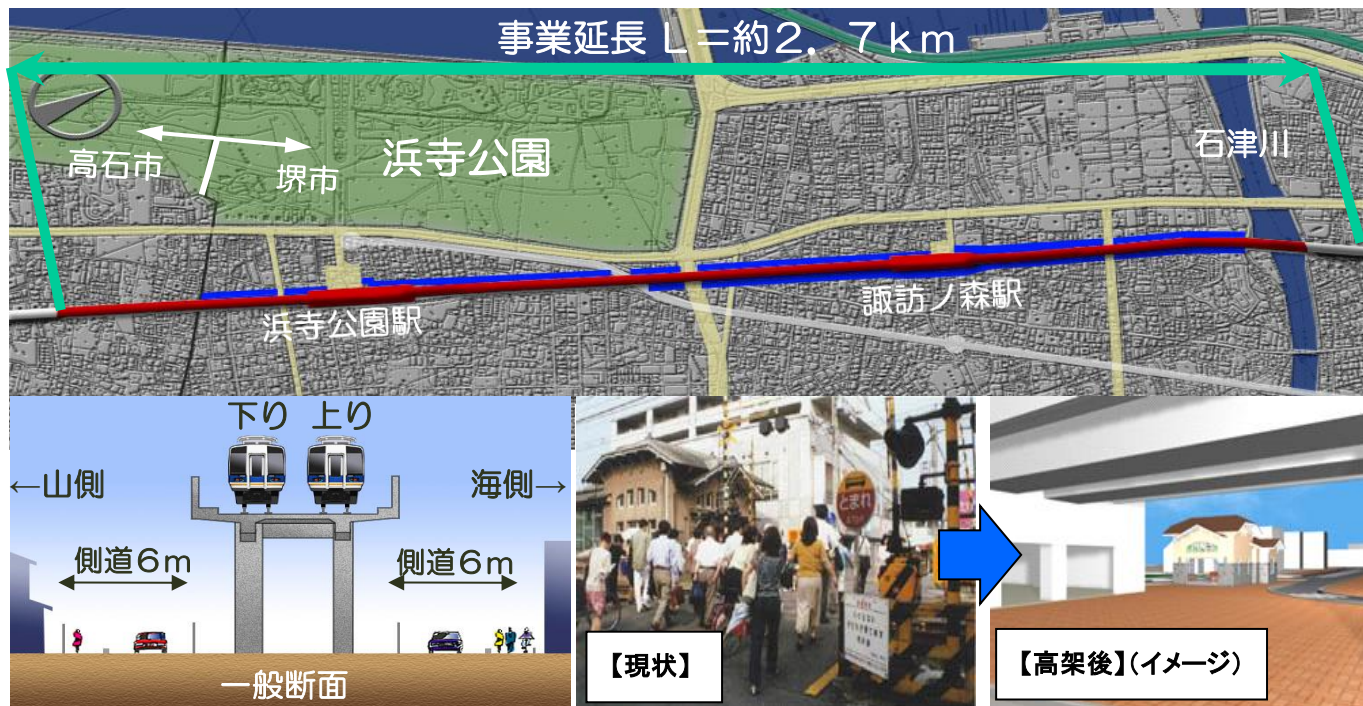 事業延長 L=約2.7km
高石市
堺市
浜寺公園
石津川
浜寺公園駅
諏訪ノ森駅
下り 上り
←山側
海側→
側道6m
側道6m
一般断面
とまれ
【現状】
【高架後】(イメージ)